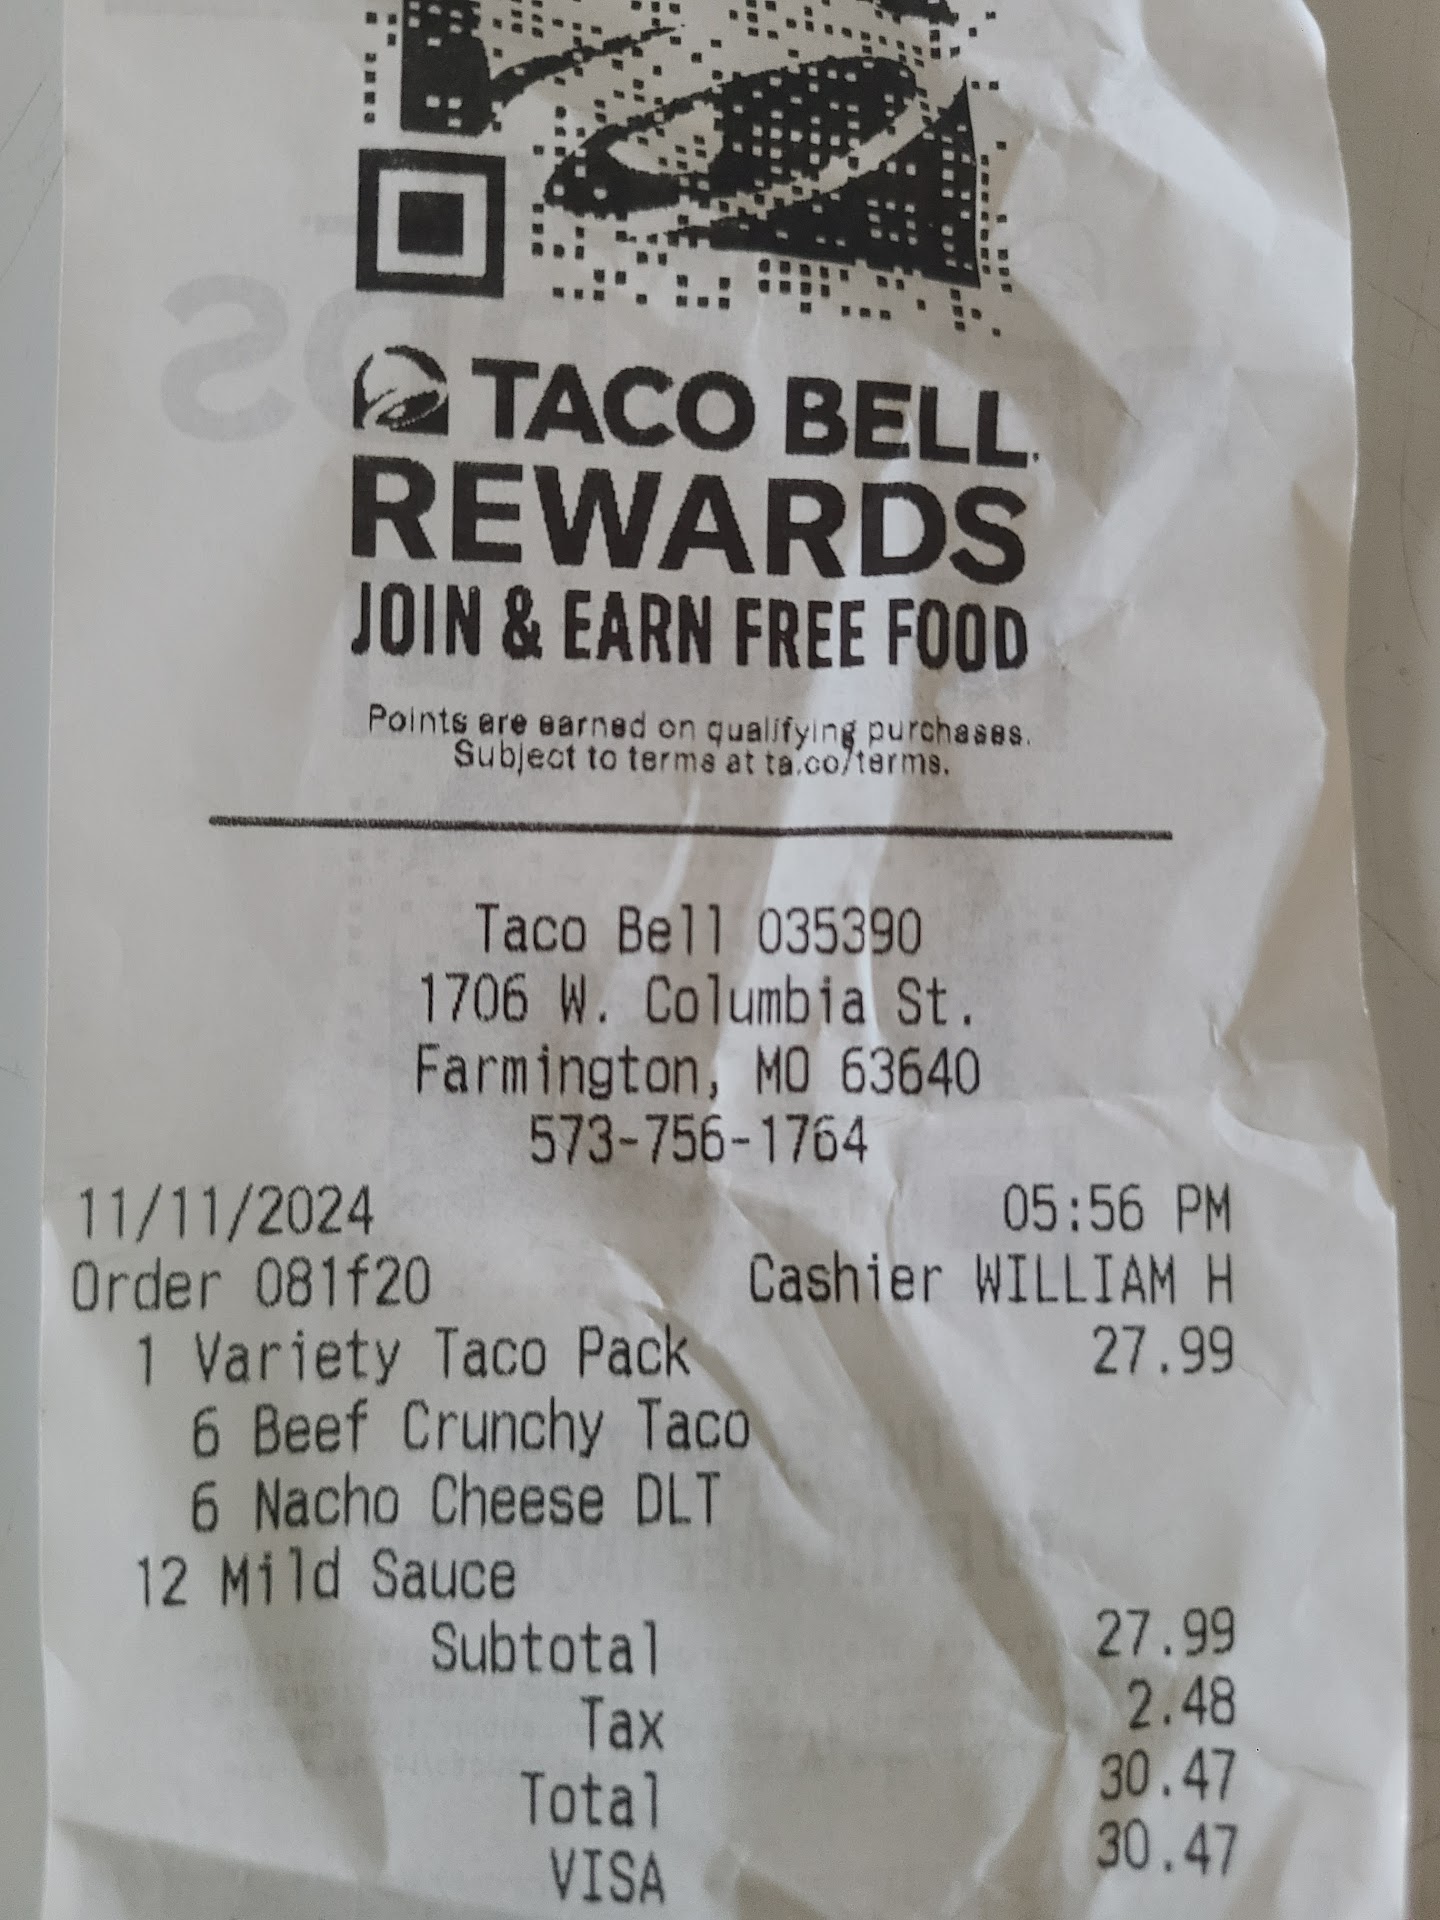 TACO BELL.
REWARDS
JOIN & EARN FREE FOOD
Points are earned on qualifying purchases.
Subject to terms at ta.co/terms.
Taco Bell 035390
1706 W. Columbia St.
Farmington, MO 63640
573-756-1764
11/11/2024 05:56 PM
Order 081f20 Cashier WILLIAM H
1 Variety Taco Pack 27.99
6 Beef Crunchy Taco
6 Nacho Cheese DLT
12 Mild Sauce
Subtotal 27.99
Tax 2.48
Total 30.47
VISA 30.47